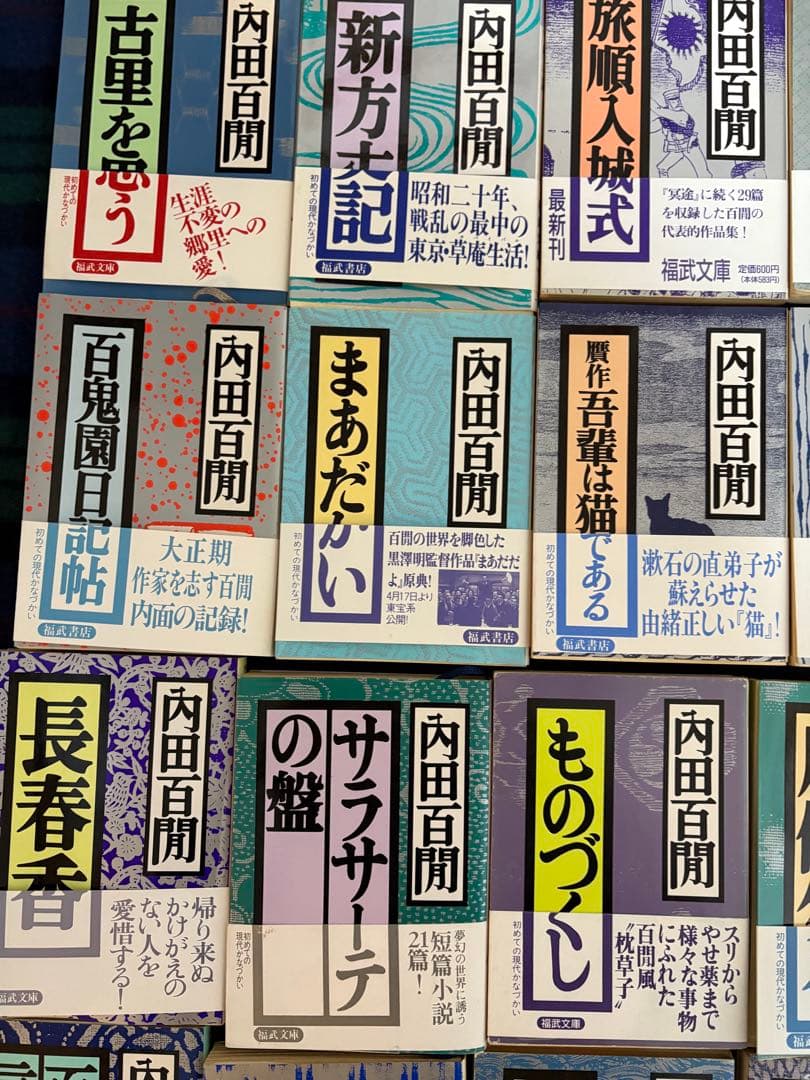 古里を思う
内田百閒
初めての
現代かなづかい
生涯
不変の
郷里への
愛！
福武文庫
新方丈記
内田百閒
初めての現代かなづかい
昭和二十年、
戦乱の最中の
東京・草庵生活！
福武書店
旅順入城式
内田百閒
最新刊
『冥途』に続く29篇
を収録した百閒の
代表的作品集！
福武文庫
定価600円
（本体583円）
百鬼園日記帖
内田百閒
初めての現代かなづかい
大正期
作家を志す百閒
内面の記録！
福武書店
まあだかい
内田百閒
初めての現代かなづかい
百閒の世界を脚色した
黒澤明監督作品『まあだだ
よ』原典！
4月17日より
東宝系
公開！
福武書店
贋作吾輩は猫である
内田百閒
初めての現代かなづかい
漱石の直弟子が
蘇えらせた
由緒正しい『猫』！
福武書店
長春香
内田百閒
帰り来ぬ
かけがえの
ない人を
愛惜する！
福武文庫
サラサーテ
の盤
内田百閒
初めての
現代かなづかい
夢幻の世界に誘う
短篇小説
21篇！
福武文庫
ものづくし
内田百閒
初めての現代かなづかい
スリから
やせ薬まで
様々な事物
にふれた
百閒風
“枕草子”
福武文庫
初めての現代かなづかい
内田